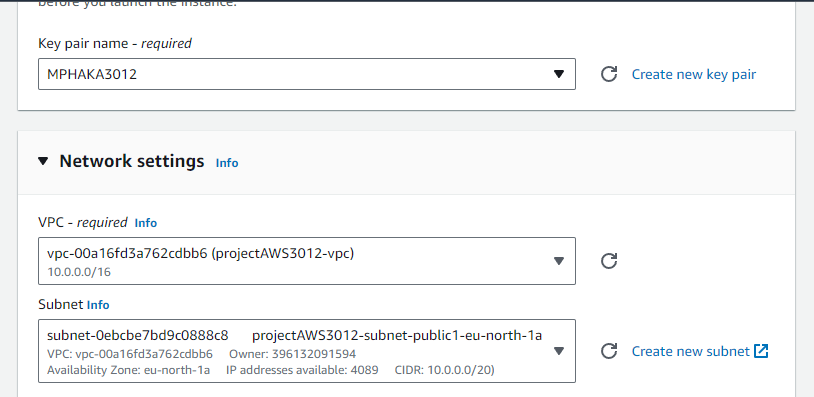 before you launch the instance.
Key pair name - required
MPHAKA3012
Create new key pair
Network settings Info
VPC - required Info
vpc-00a16fd3a762cdbb6 (projectAWS3012-vpc)
10.0.0.0/16
Subnet Info
subnet-0ebcbe7bd9c0888c8 projectAWS3012-subnet-public1-eu-north-1a
VPC: vpc-00a16fd3a762cdbb6 Owner: 396132091594
Availability Zone: eu-north-1a IP addresses available: 4089 CIDR: 10.0.0.0/20)
Create new subnet